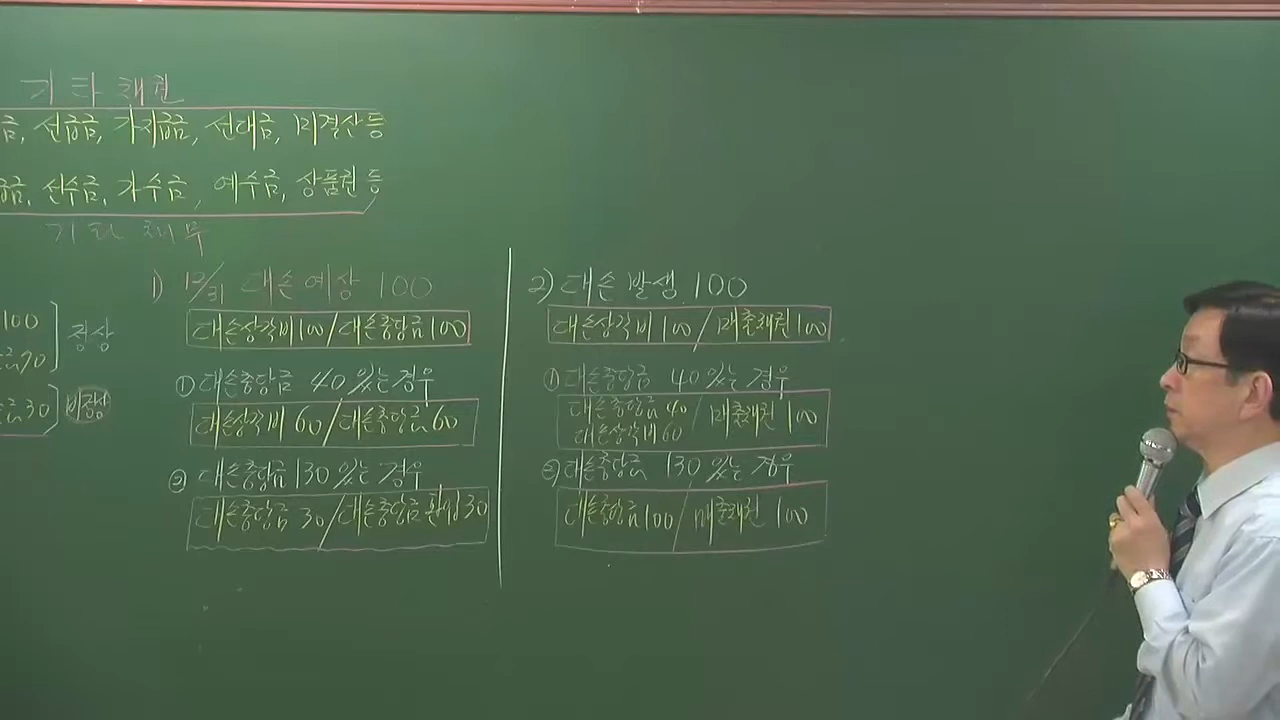 기타채권
금, 선급금, 가지급금, 선대금, 미결산 등
금, 선수금, 가수금, 예수금, 상품권 등
기타채무
100
70
정상
30
비정상
1) 12/31 대손 예상 100
대손상각비 100 / 대손충당금 100
① 대손충당금 40 있는 경우
대손상각비 60 / 대손충당금 60
② 대손충당금 130 있는 경우
대손충당금 30 / 대손충당금 환입 30
2) 대손 발생 100
대손상각비 100 / 매출채권 100
① 대손충당금 40 있는 경우
대손충당금 40 / 매출채권 100
대손상각비 60
② 대손충당금 130 있는 경우
대손충당금 100 / 매출채권 100